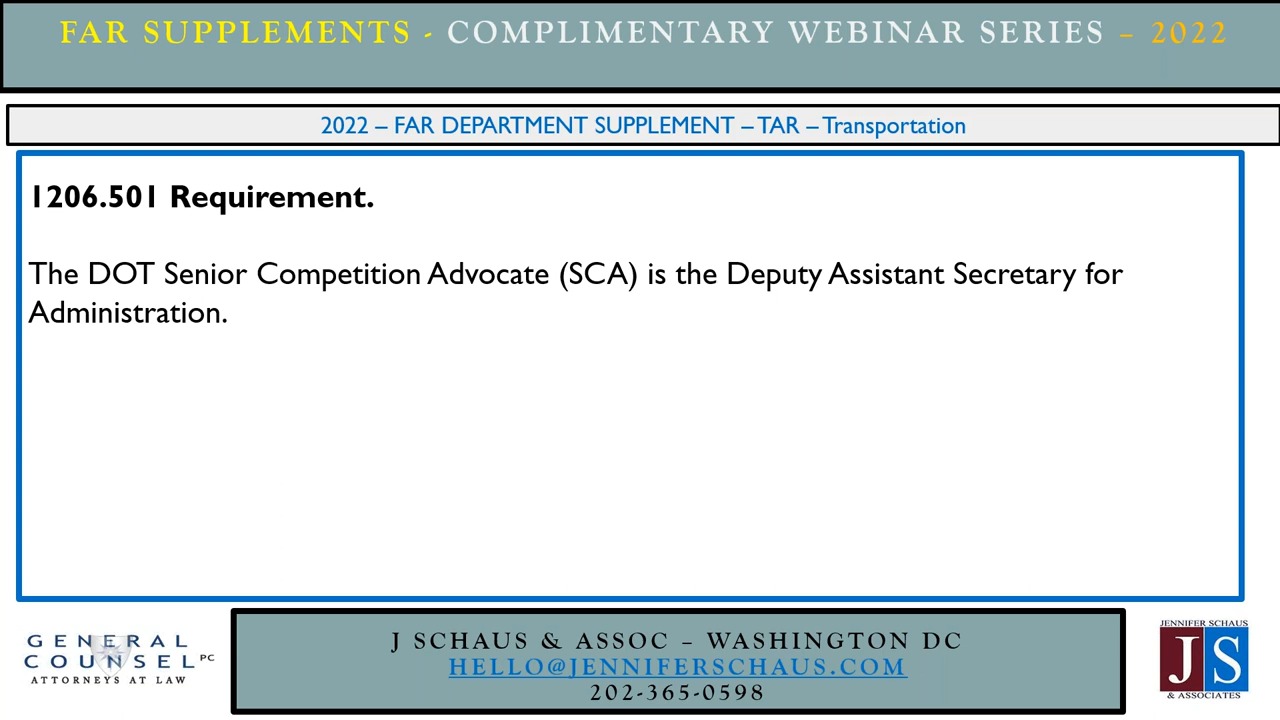 FAR SUPPLEMENTS - COMPLIMENTARY WEBINAR SERIES – 2022
2022 – FAR DEPARTMENT SUPPLEMENT – TAR – Transportation
1206.501 Requirement.
The DOT Senior Competition Advocate (SCA) is the Deputy Assistant Secretary for
Administration.
GENERAL
COUNSEL PC
ATTORNEYS AT LAW
J SCHAUS & ASSOC – WASHINGTON DC
HELLO@JENNIFERSCHAUS.COM
202-365-0598
JENNIFER SCHAUS
JS
& ASSOCIATES